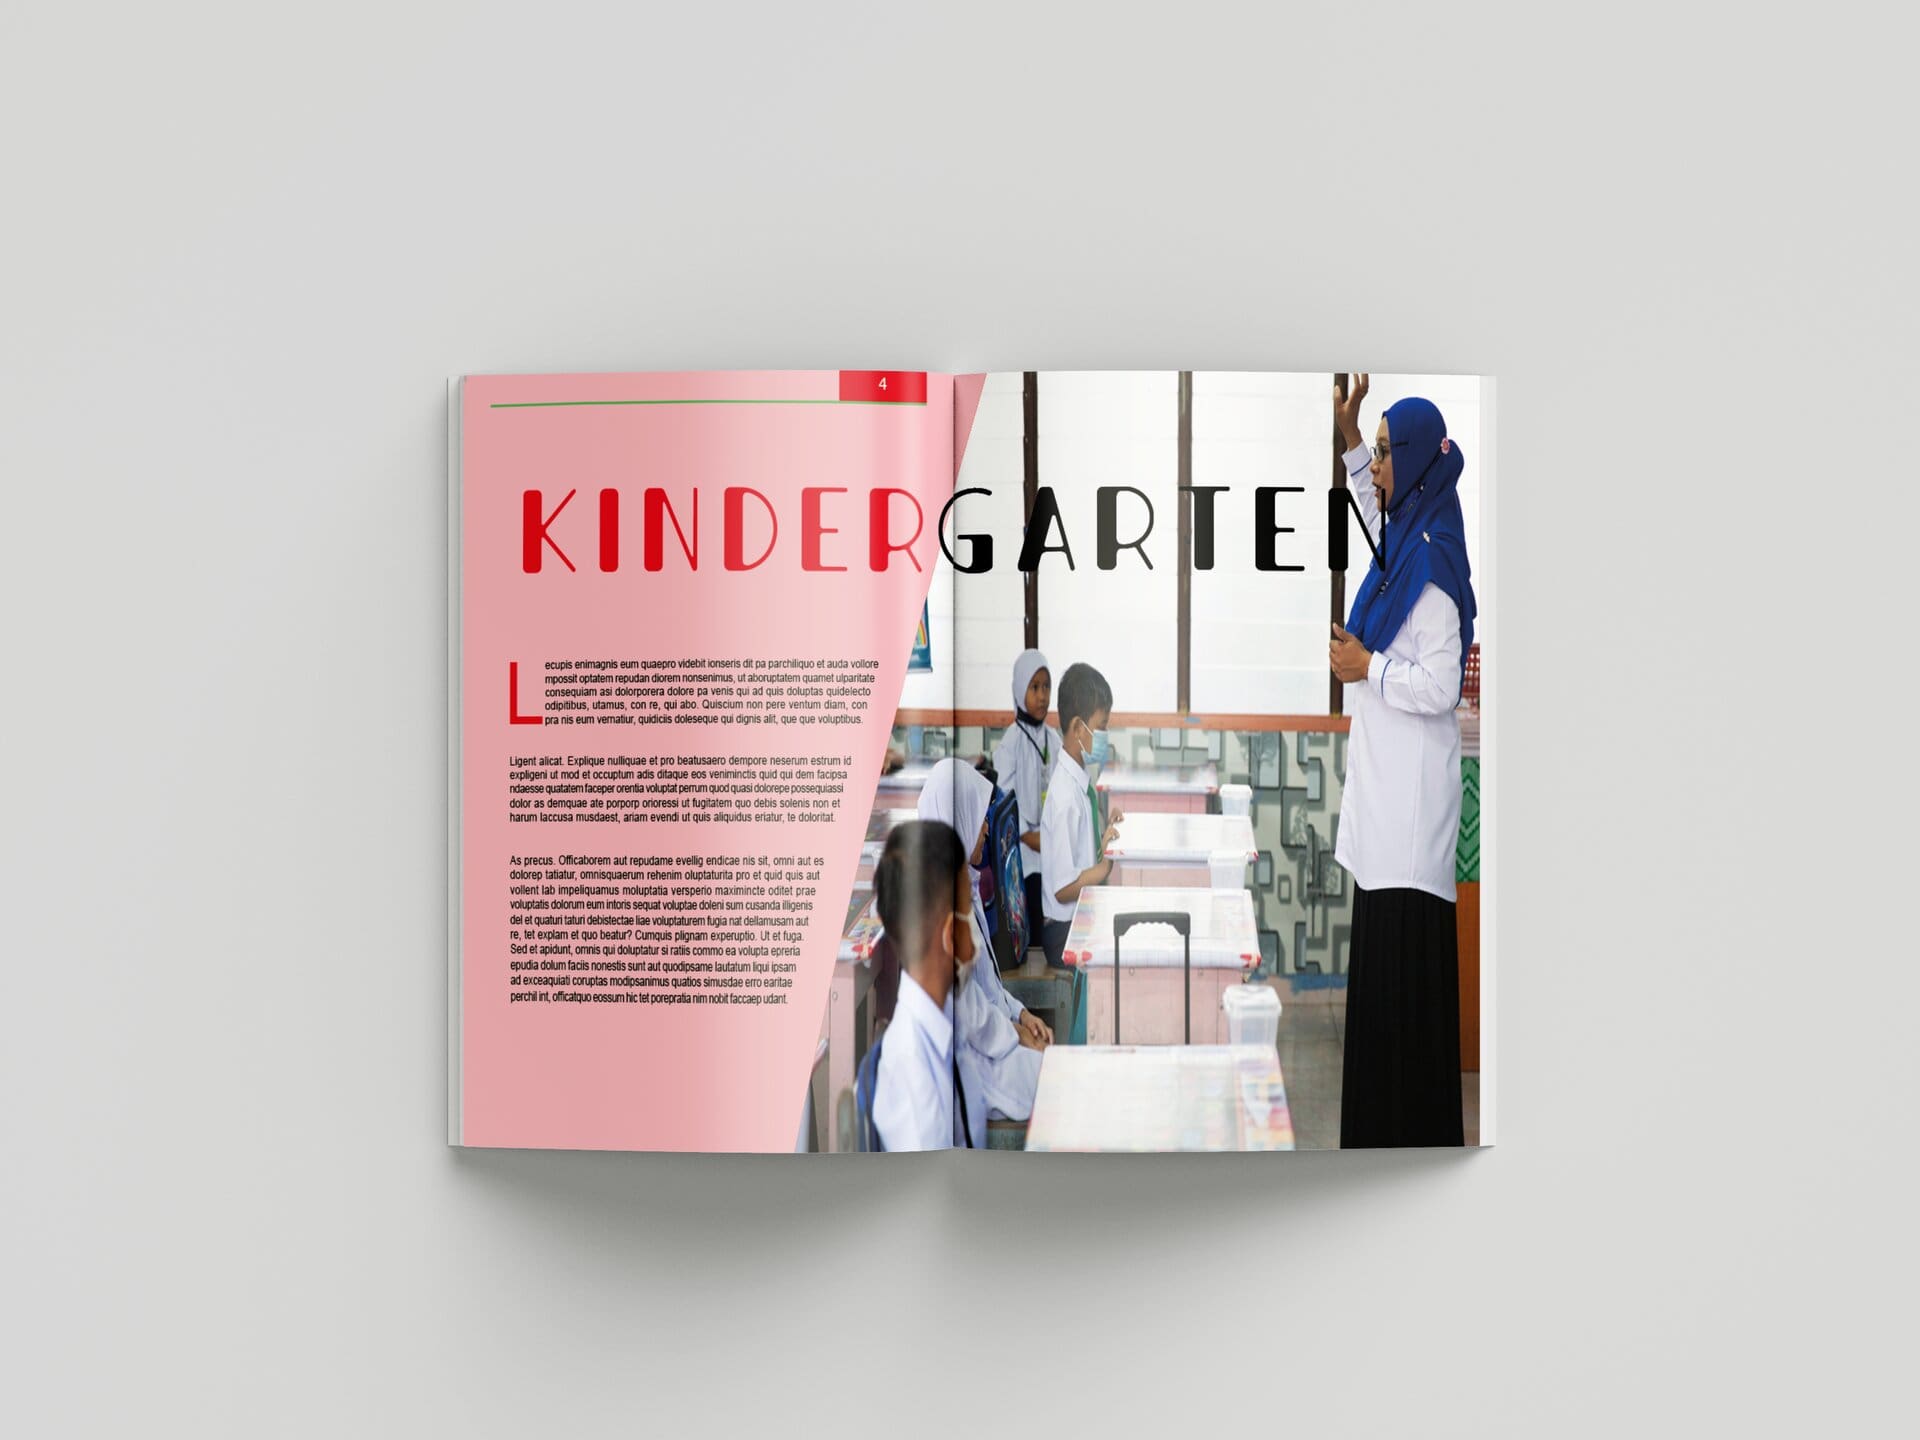 4
KINDERGARTEN
Lecupis enimagnis eum quaepro videbit ionseris dit pa parchiliquo et auda vollore
mpossit optatem repudan diorem nonsenimus, ut aboruptatem quamet ulparitate
consequiam asi dolorporera dolore pa venis qui ad quis doluptas quidelecto
odipitibus, utamus, con re, qui abo. Quiscium non pere ventum diam, con
pra nis eum vernatiur, quidiciis doleseque qui dignis alit, que que voluptibus.
Ligent alicat. Explique nulliquae et pro beatusaero dempore neserum estrum id
expligeni ut mod et occuptum adis ditaque eos veniminctis quid qui dem facipsa
ndaesse quatatem faceper orentia voluptat perrum quod quasi dolorepe possequiassi
dolor as demquae ate porporp orioressi ut fugitatem quo debis solenis non et
harum laccusa musdaest, ariam evendi ut quis aliquidus eriatur, te doloritat.
As precus. Officaborem aut repudame evellig endicae nis sit, omni aut es
dolorep tatiatur, omnisquaerum rehenim oluptaturita pro et quid quis aut
vollent lab impeliquamus moluptatia versperio maximincte oditet prae
voluptatis dolorum eum intoris sequat voluptae doleni sum cusanda illigenis
del et quaturi taturi debistectae liae voluptaturem fugia nat dellamusam aut
re, tet explam et quo beatur? Cumquis plignam experuptio. Ut et fuga.
Sed et apidunt, omnis qui doluptatur si ratiis commo ea volupta epreria
epudia dolum faciis nonestis sunt aut quodipsame lautatum liqui ipsam
ad exceaquiati coruptas modipsanimus quatios simusdae erro earitae
perchil int, officatquo eossum hic tet porepratia nim nobit faccaep udant.